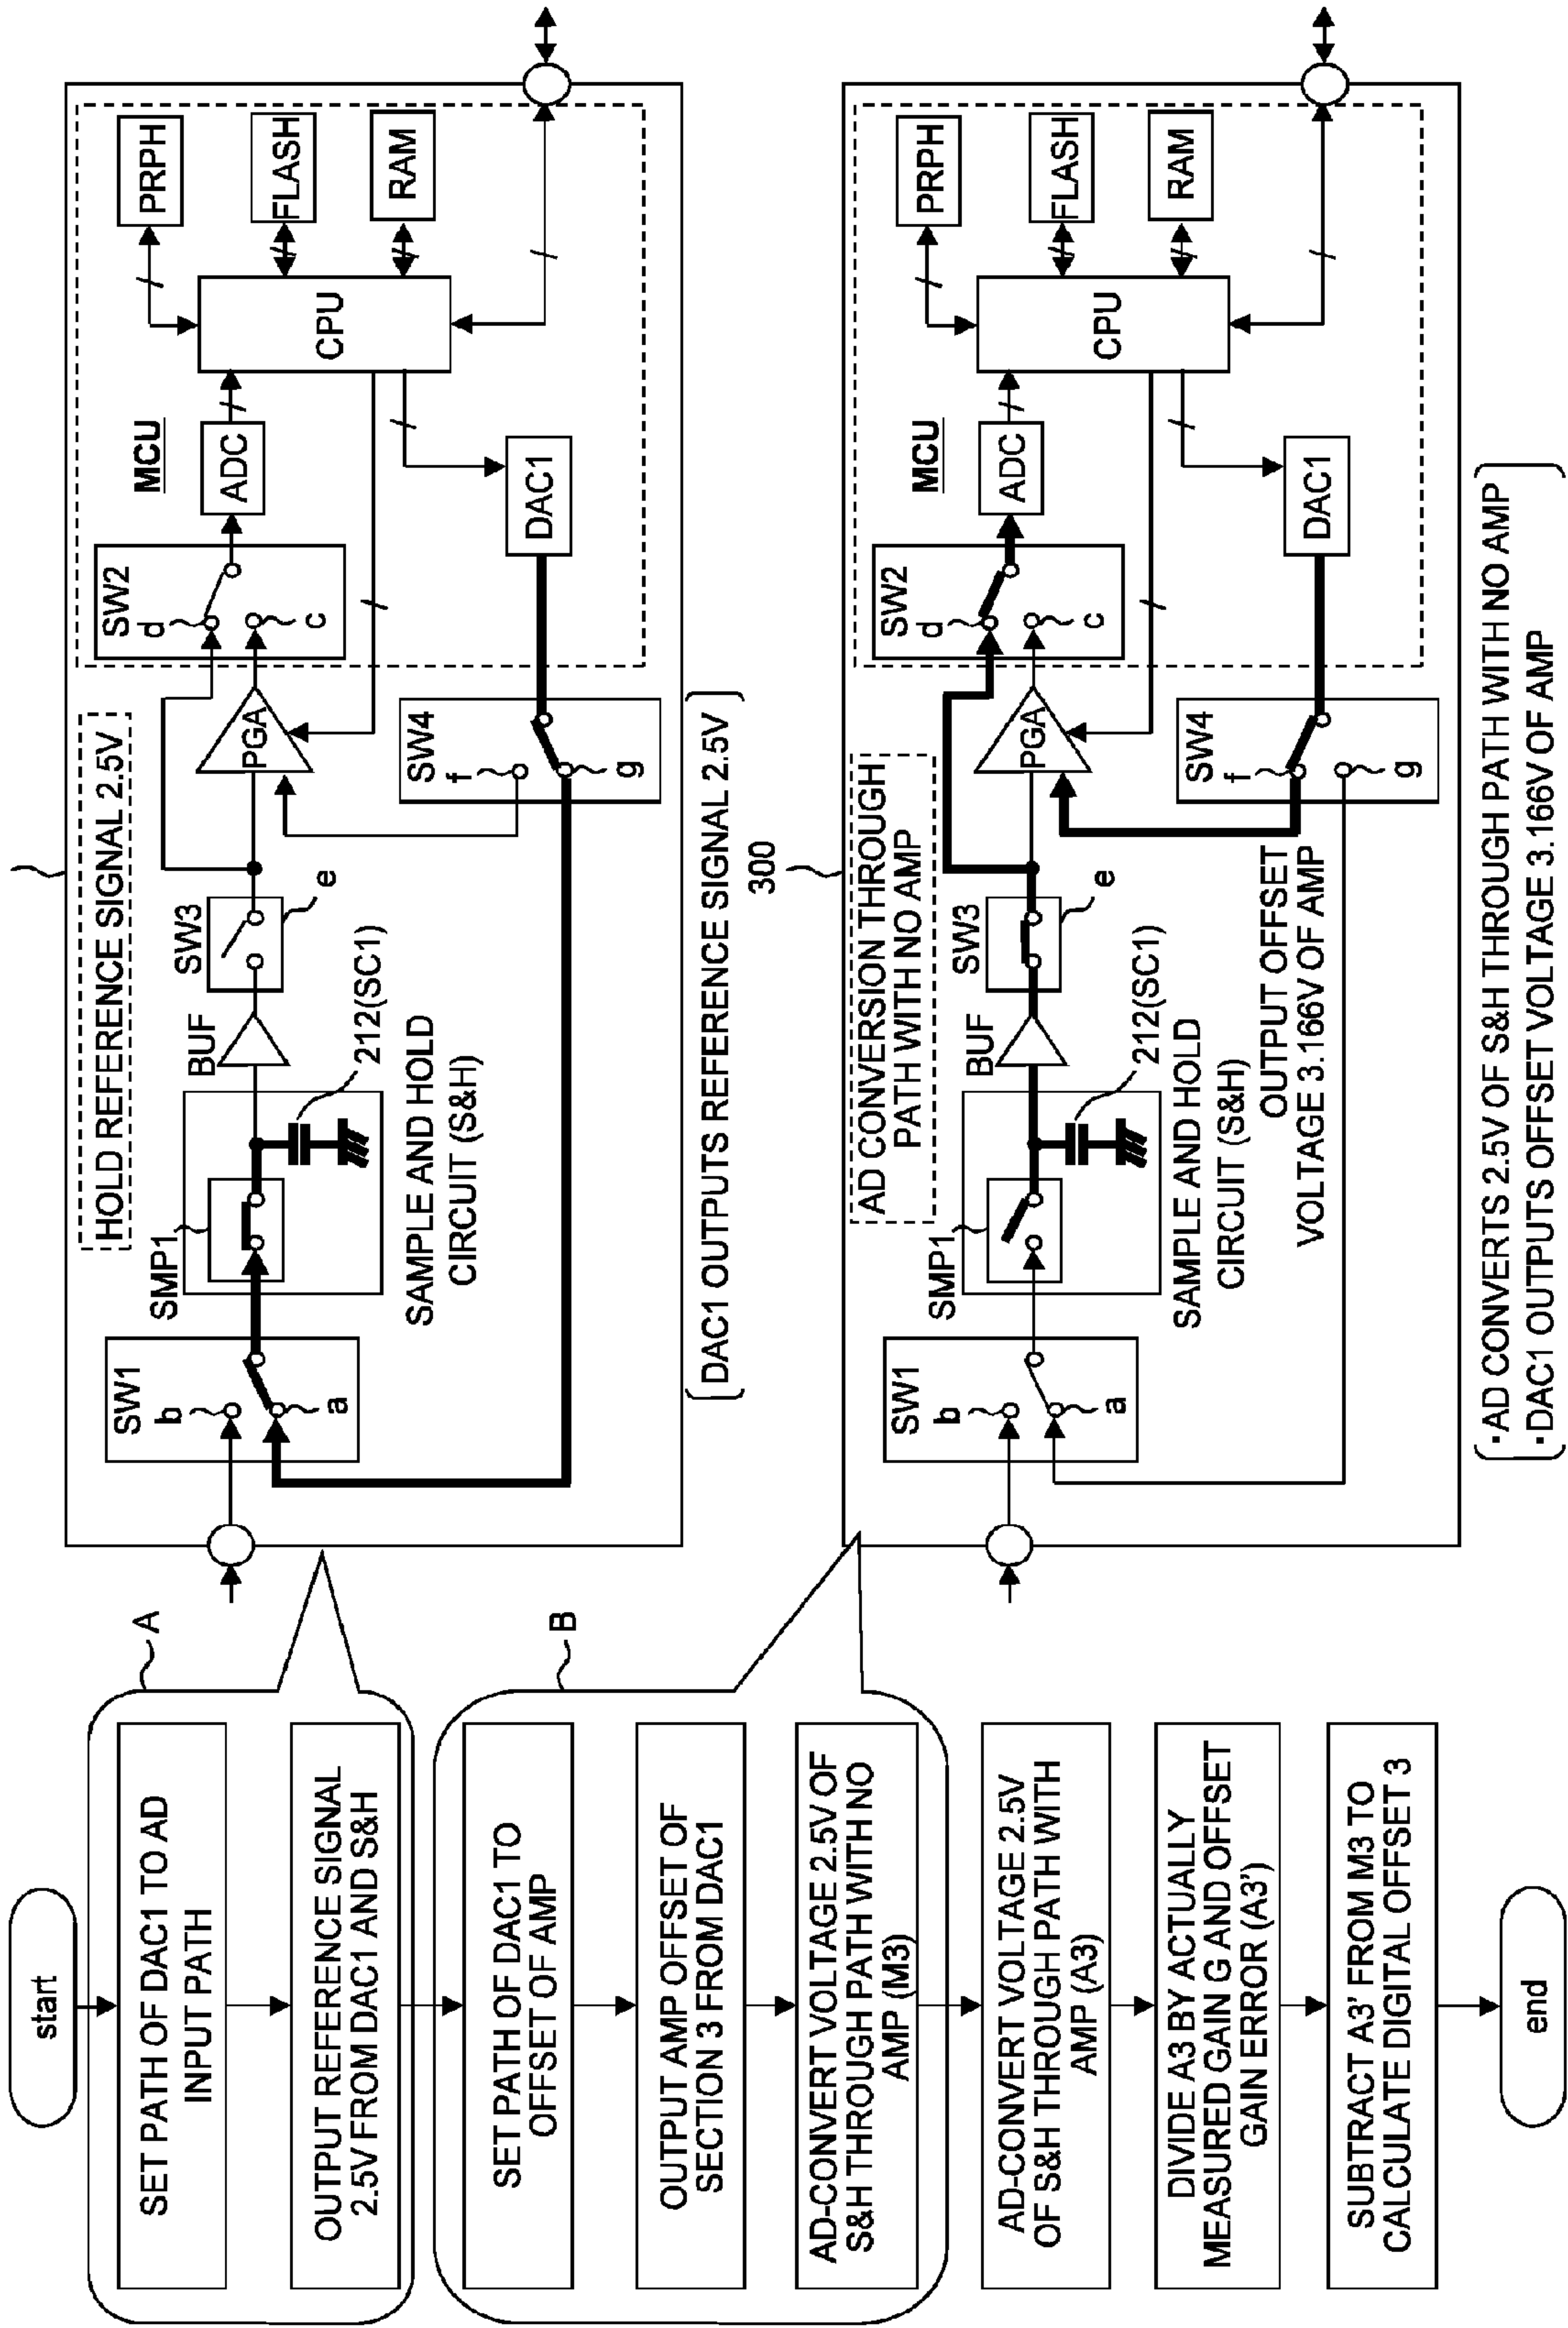 start
SET PATH OF DAC1 TO AD
INPUT PATH
OUTPUT REFERENCE SIGNAL
2.5V FROM DAC1 AND S&H
A
SET PATH OF DAC1 TO
OFFSET OF AMP
OUTPUT AMP OFFSET OF
SECTION 3 FROM DAC1
AD-CONVERT VOLTAGE 2.5V OF
S&H THROUGH PATH WITH NO
AMP (M3)
B
AD-CONVERT VOLTAGE 2.5V
OF S&H THROUGH PATH WITH
AMP (A3)
DIVIDE A3 BY ACTUALLY
MEASURED GAIN G AND OFFSET
GAIN ERROR (A3')
SUBTRACT A3' FROM M3 TO
CALCULATE DIGITAL OFFSET 3
end
HOLD REFERENCE SIGNAL 2.5V
SW1
b
a
SMP1
212(SC1)
SAMPLE AND HOLD
CIRCUIT (S&H)
BUF
SW3
e
PGA
SW4
f
g
SW2
d
c
MCU
ADC
DAC1
CPU
PRPH
FLASH
RAM
DAC1 OUTPUTS REFERENCE SIGNAL 2.5V
300
AD CONVERSION THROUGH
PATH WITH NO AMP
SW1
b
a
SMP1
212(SC1)
SAMPLE AND HOLD
CIRCUIT (S&H)
BUF
SW3
e
OUTPUT OFFSET
VOLTAGE 3.166V OF AMP
PGA
SW4
f
g
SW2
d
c
MCU
ADC
DAC1
CPU
PRPH
FLASH
RAM
・AD CONVERTS 2.5V OF S&H THROUGH PATH WITH NO AMP
・DAC1 OUTPUTS OFFSET VOLTAGE 3.166V OF AMP